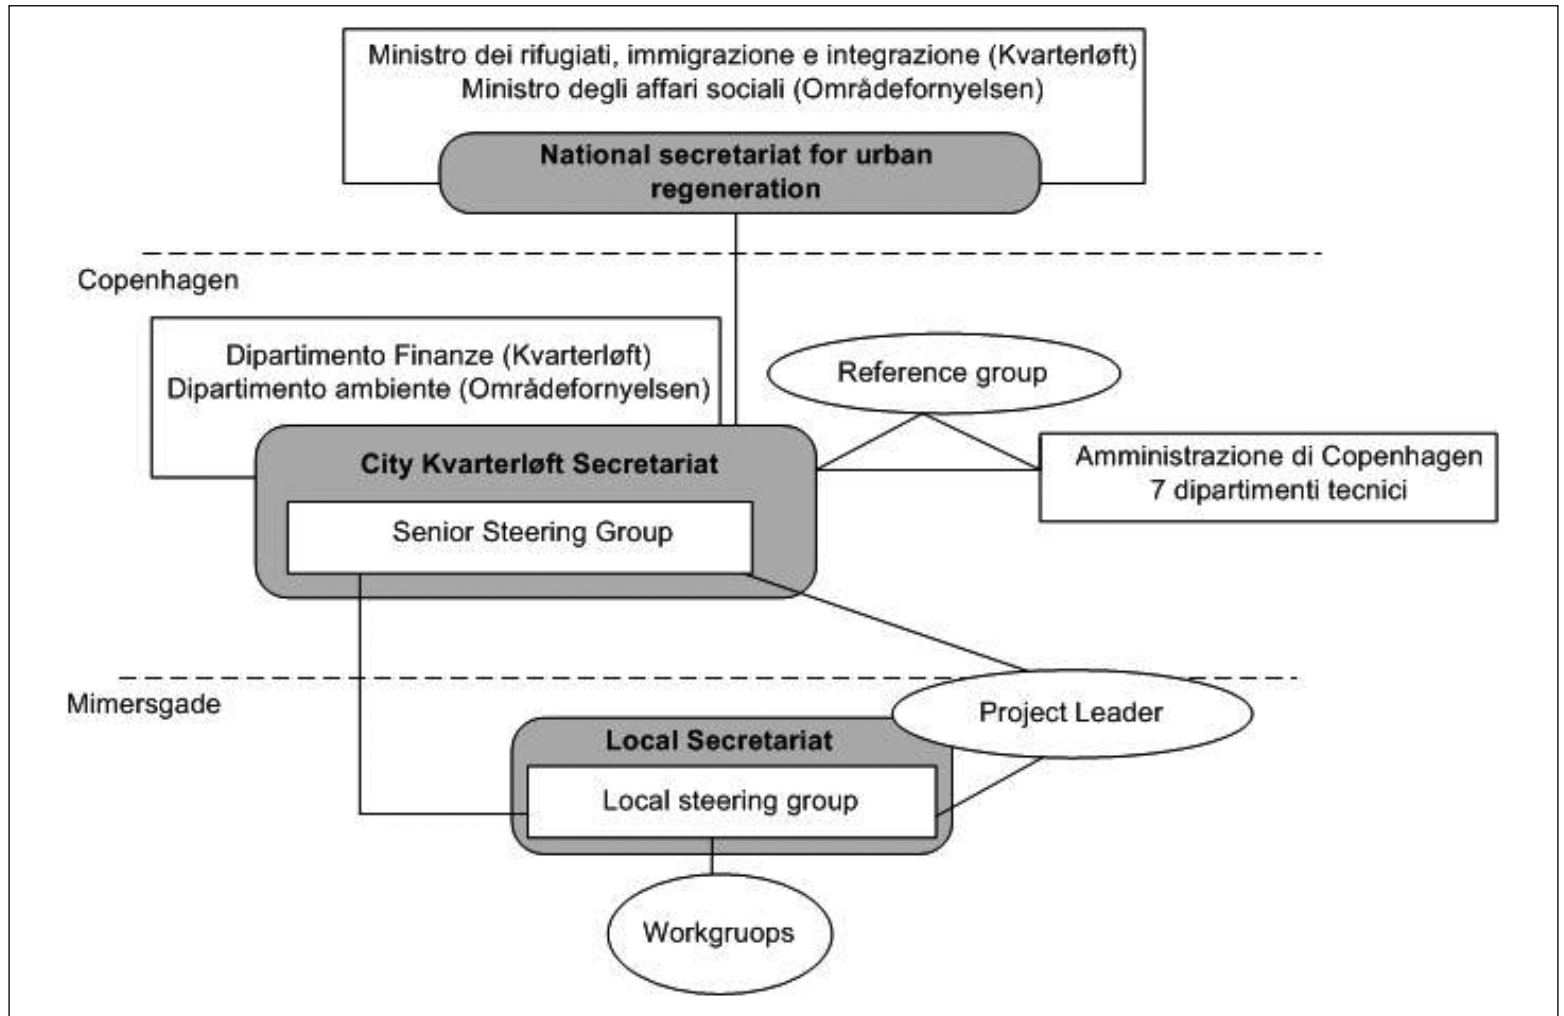 Ministro dei rifugiati, immigrazione e integrazione (Kvarterløft)
Ministro degli affari sociali (Områdefornyelsen)
National secretariat for urban
regeneration
Copenhagen
Dipartimento Finanze (Kvarterløft)
Dipartimento ambiente (Områdefornyelsen)
Reference group
City Kvarterløft Secretariat
Amministrazione di Copenhagen
7 dipartimenti tecnici
Senior Steering Group
Mimersgade
Project Leader
Local Secretariat
Local steering group
Workgruops